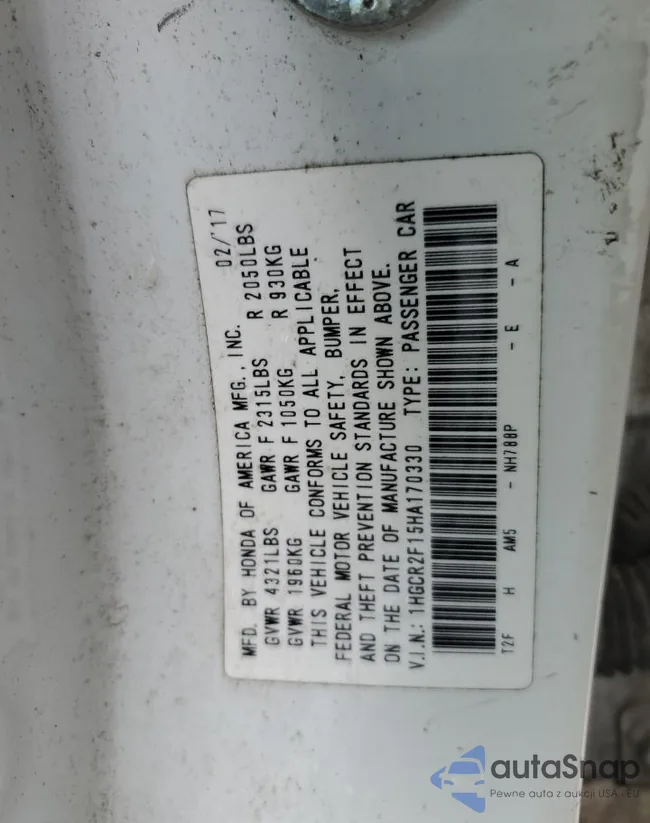 MFD. BY HONDA OF AMERICA MFG., INC. 02/'17
GVWR 4321LBS GAWR F 2315LBS R 2050LBS
GVWR 1960KG GAWR F 1050KG R 930KG
THIS VEHICLE CONFORMS TO ALL APPLICABLE
FEDERAL MOTOR VEHICLE SAFETY, BUMPER,
AND THEFT PREVENTION STANDARDS IN EFFECT
ON THE DATE OF MANUFACTURE SHOWN ABOVE.
V.I.N.: 1HGCR2F15HA170330 TYPE: PASSENGER CAR
T2F H AM5 - NH788P - E - A
autaSnap
Pewne auta z aukcji USA i EU